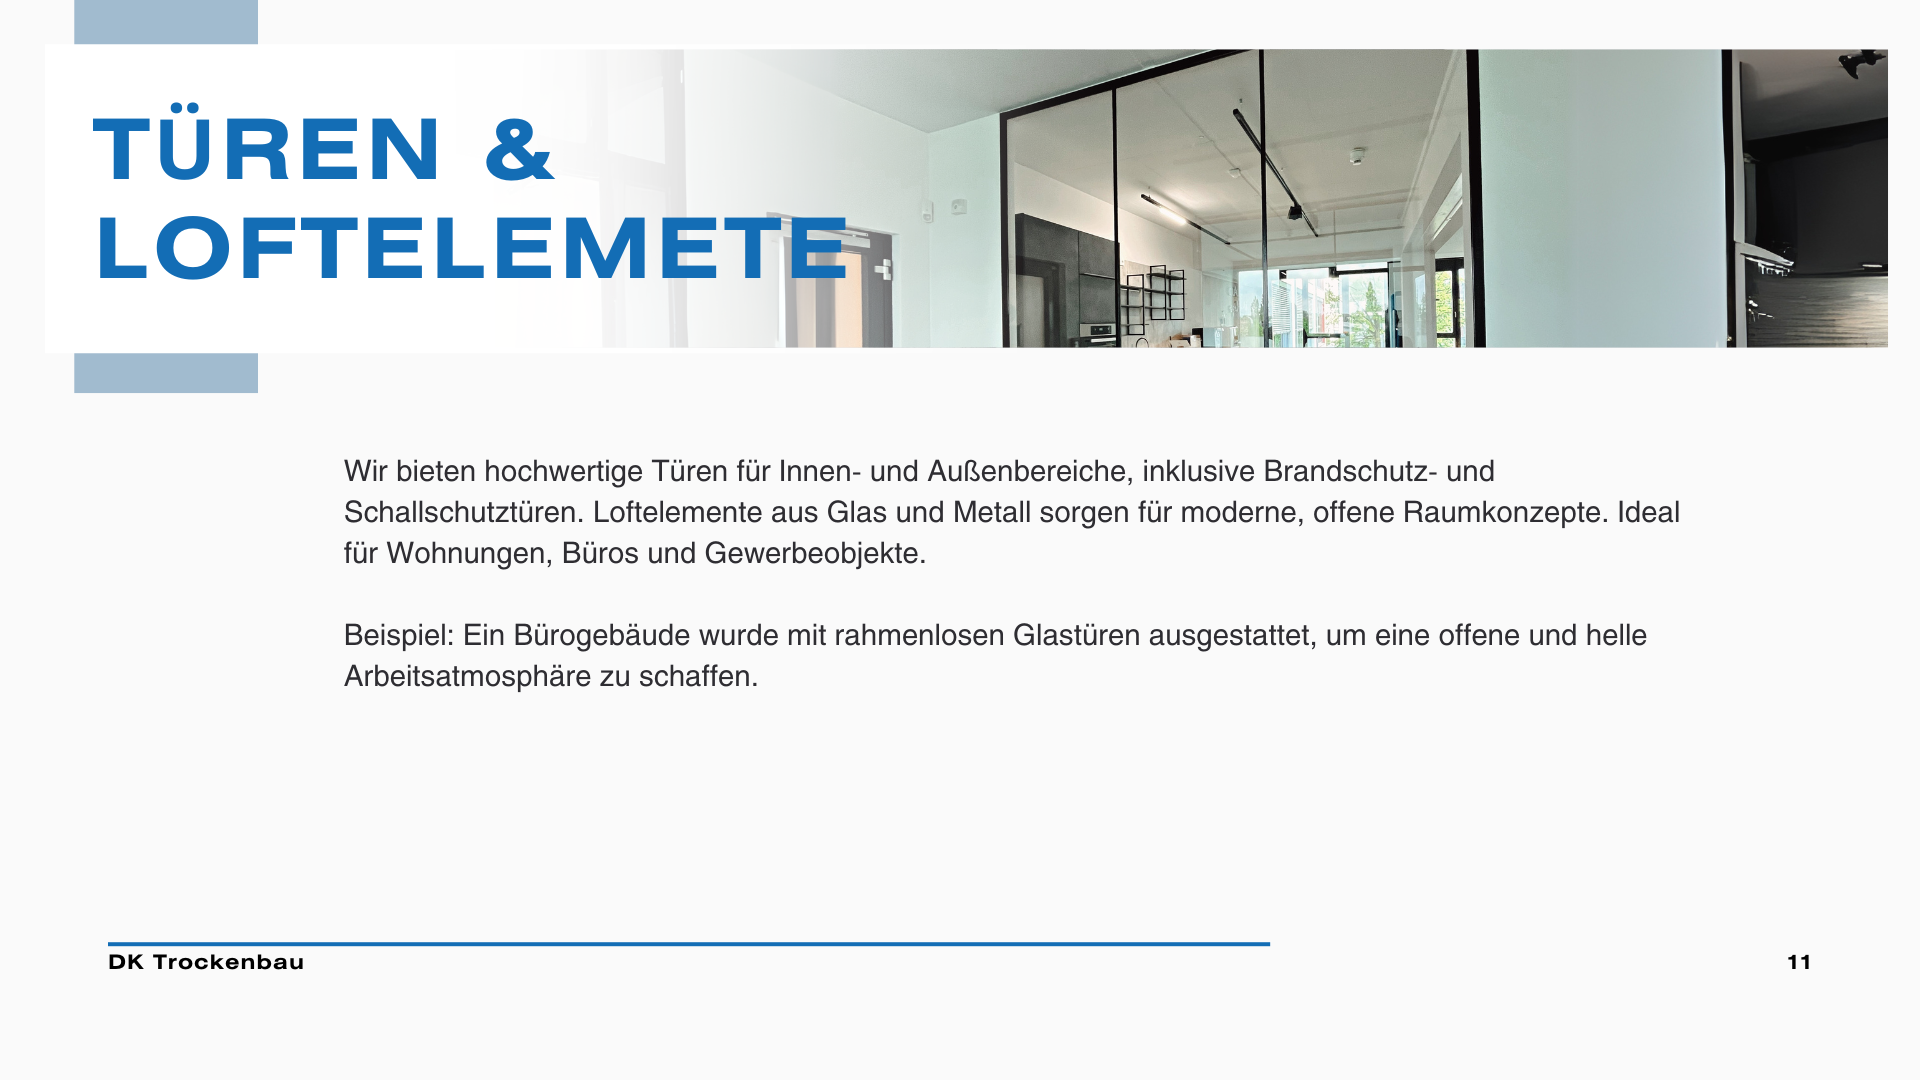 TÜREN &
LOFTELEMETE
Wir bieten hochwertige Türen für Innen- und Außenbereiche, inklusive Brandschutz- und
Schallschutztüren. Loftelemente aus Glas und Metall sorgen für moderne, offene Raumkonzepte. Ideal
für Wohnungen, Büros und Gewerbeobjekte.
Beispiel: Ein Bürogebäude wurde mit rahmenlosen Glastüren ausgestattet, um eine offene und helle
Arbeitsatmosphäre zu schaffen.
DK Trockenbau
11